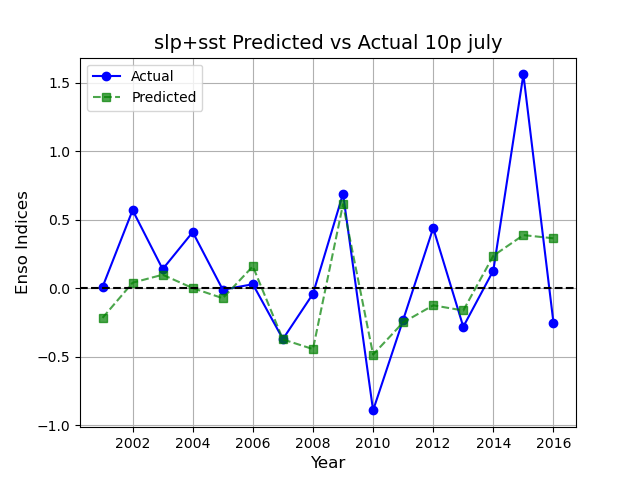 slp+sst Predicted vs Actual 10p july
Actual
Predicted
1.5
1.0
0.5
0.0
−0.5
−1.0
Enso Indices
2002 2004 2006 2008 2010 2012 2014 2016
Year